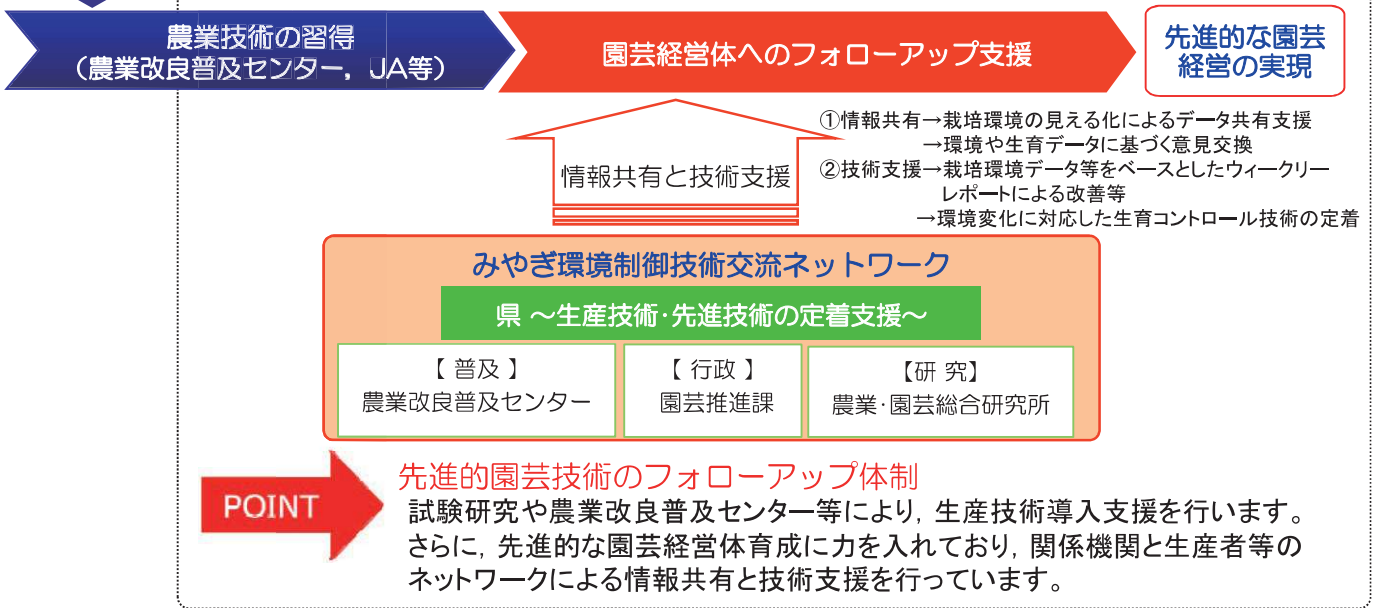 農業技術の習得
（農業改良普及センター，JA等）
園芸経営体へのフォローアップ支援
先進的な園芸
経営の実現
情報共有と技術支援
①情報共有→栽培環境の見える化によるデータ共有支援
→環境や生育データに基づく意見交換
②技術支援→栽培環境データ等をベースとしたウィークリー
レポートによる改善等
→環境変化に対応した生育コントロール技術の定着
みやぎ環境制御技術交流ネットワーク
県 ～生産技術・先進技術の定着支援～
【 普及 】
農業改良普及センター
【 行政 】
園芸推進課
【研 究】
農業・園芸総合研究所
POINT
先進的園芸技術のフォローアップ体制
試験研究や農業改良普及センター等により，生産技術導入支援を行います。
さらに，先進的な園芸経営体育成に力を入れており，関係機関と生産者等の
ネットワークによる情報共有と技術支援を行っています。